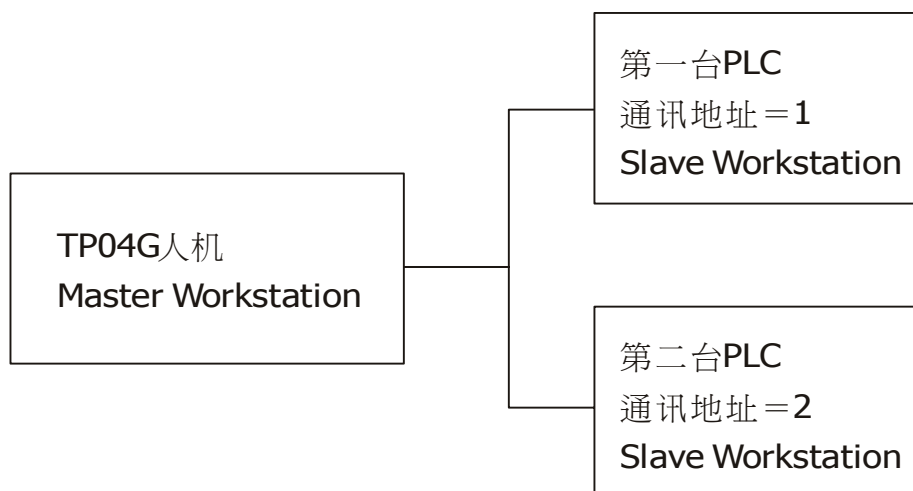 第一台PLC
通讯地址＝1
Slave Workstation
TP04G人机
Master Workstation
第二台PLC
通讯地址＝2
Slave Workstation